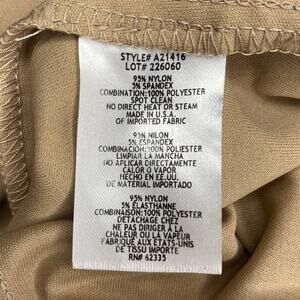 STYLE# A21416
LOT# 226060
95% NYLON
5% SPANDEX
COMBINATION:100% POLYESTER
SPOT CLEAN
NO DIRECT HEAT OR STEAM
MADE IN U.S.A.
OF IMPORTED FABRIC
95% NILON
5% ESPANDEX
COMBINACION:100% POLYESTER
LIMPIAR LA MANCHA
NO APLICAR DIRECTAMENTE
CALOR O VAPOR
HECHO EN EE.UU.
DE MATERIAL IMPORTADO
95% NYLON
5% ELASTHANNE
COMBINAISON:100% POLYESTER
DETACHAGE CHEZ
NE PAS DIRIGER A LA
CHALEUR OU LA VAPEUR
FABRIQUE AUX ETATS-UNIS
DE TISSU IMPORTE
RN# 62335